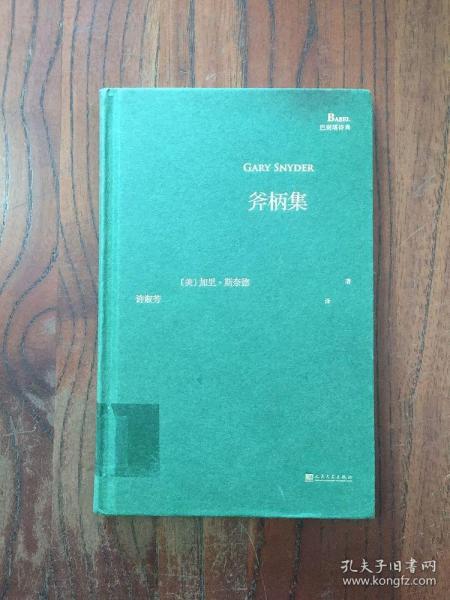 BABEL
巴别塔诗典
GARY SNYDER
斧柄集
〔美〕加里·斯奈德 著
许淑芳 译
人民文学出版社
孔夫子旧书网
www.kongfz.com